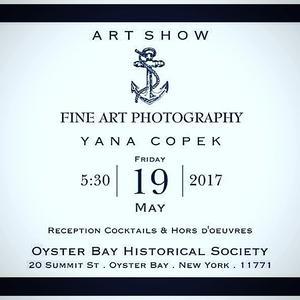 ART SHOW
FINE ART PHOTOGRAPHY
YANA COPEK
Friday
5:30 | 19 | 2017
May
Reception Cocktails & Hors d'oeuvres
Oyster Bay Historical Society
20 Summit St . Oyster Bay . New York . 11771